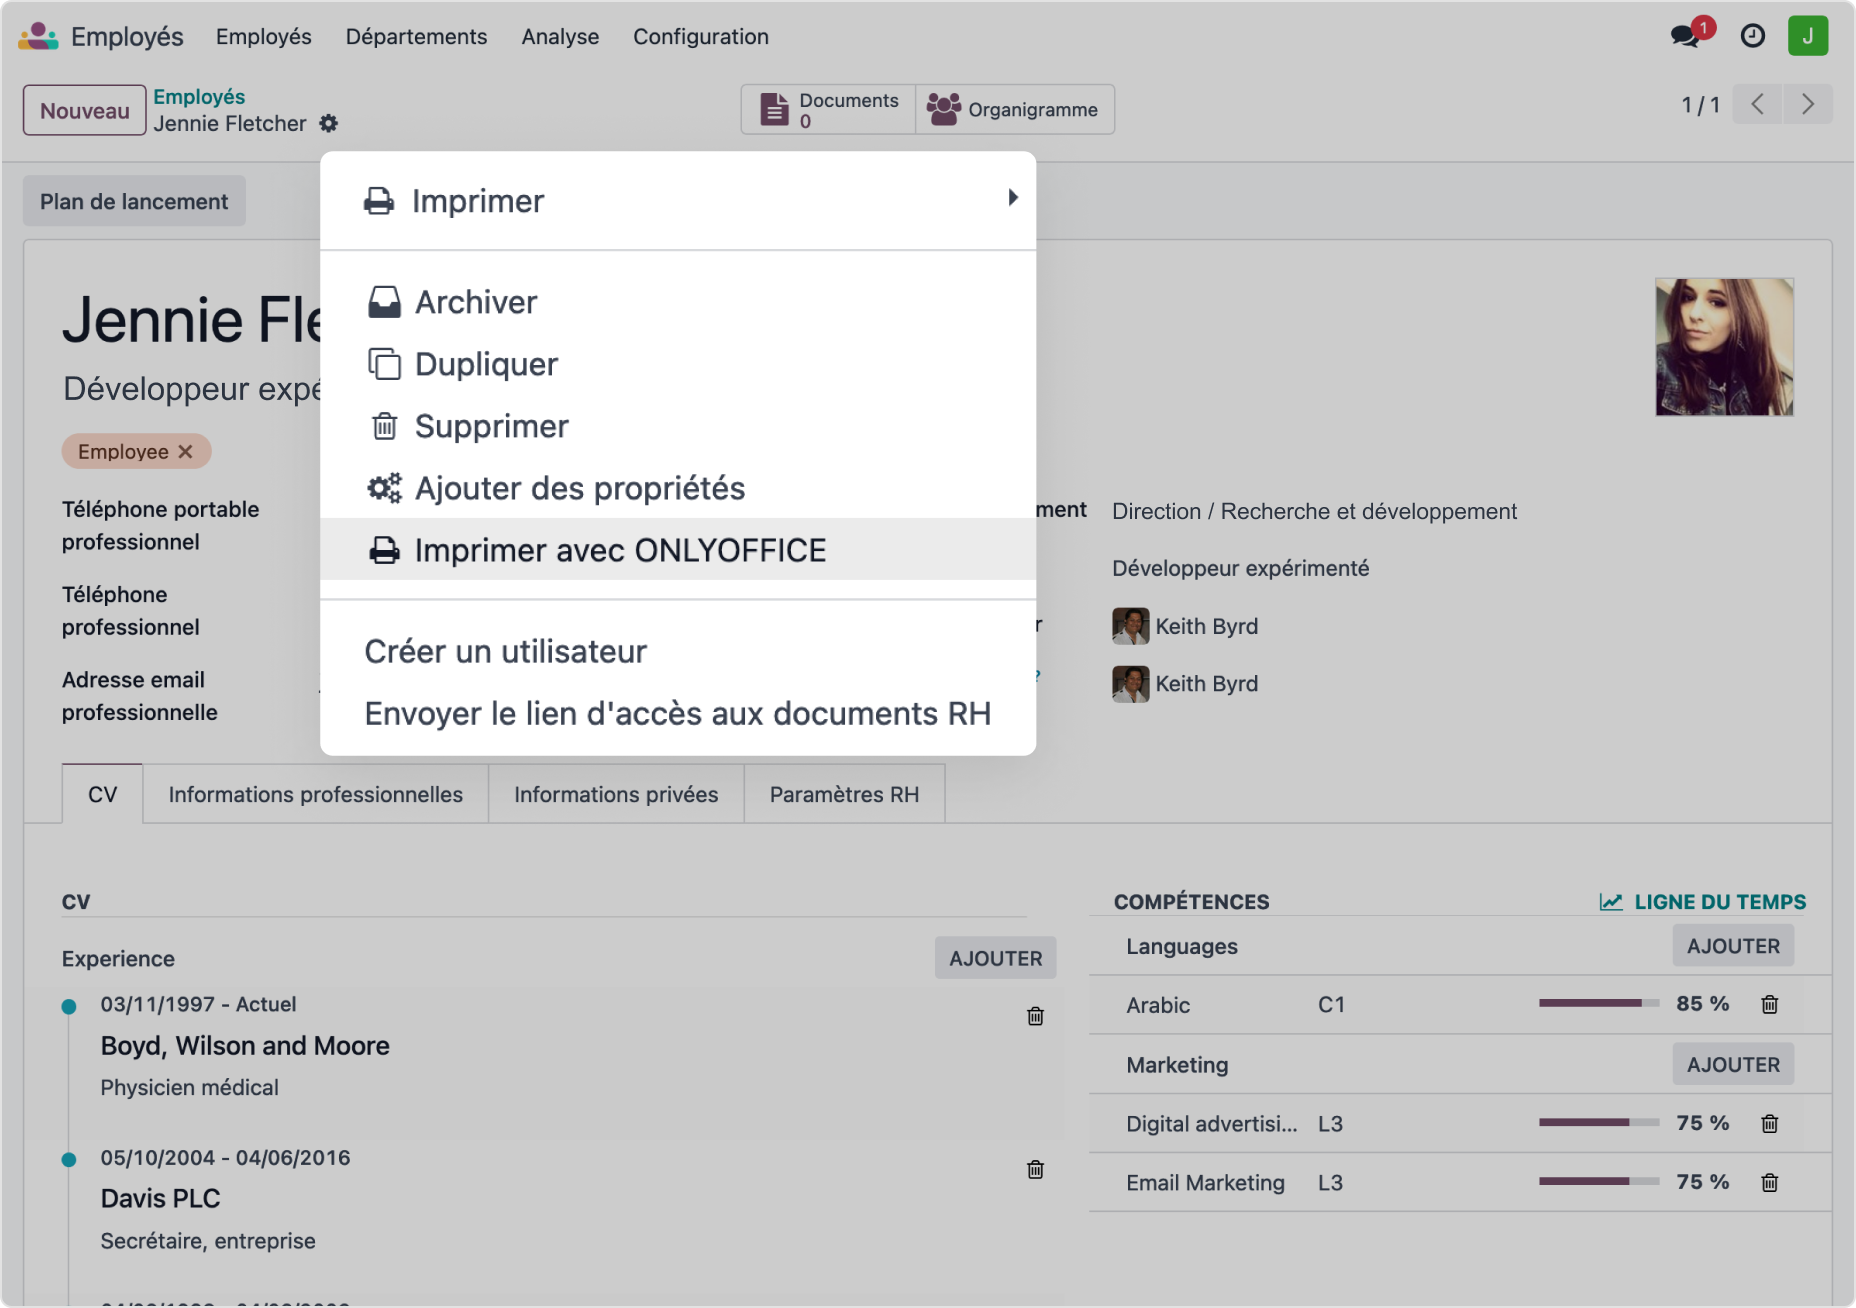 Employés Employés Départements Analyse Configuration 1 J
Nouveau Employés
Jennie Fletcher
Documents
0
Organigramme
1 / 1
Plan de lancement
Imprimer
Archiver
Dupliquer
Supprimer
Ajouter des propriétés
Imprimer avec ONLYOFFICE
Créer un utilisateur
Envoyer le lien d'accès aux documents RH
Jennie Fle
Développeur expé
Employee
Téléphone portable
professionnel
Téléphone
professionnel
Adresse email
professionnelle
ment Direction / Recherche et développement
Développeur expérimenté
r Keith Byrd
? Keith Byrd
CV Informations professionnelles Informations privées Paramètres RH
CV
Experience AJOUTER
03/11/1997 - Actuel
Boyd, Wilson and Moore
Physicien médical
05/10/2004 - 04/06/2016
Davis PLC
Secrétaire, entreprise
COMPÉTENCES LIGNE DU TEMPS
Languages AJOUTER
Arabic C1 85 %
Marketing AJOUTER
Digital advertisi... L3 75 %
Email Marketing L3 75 %